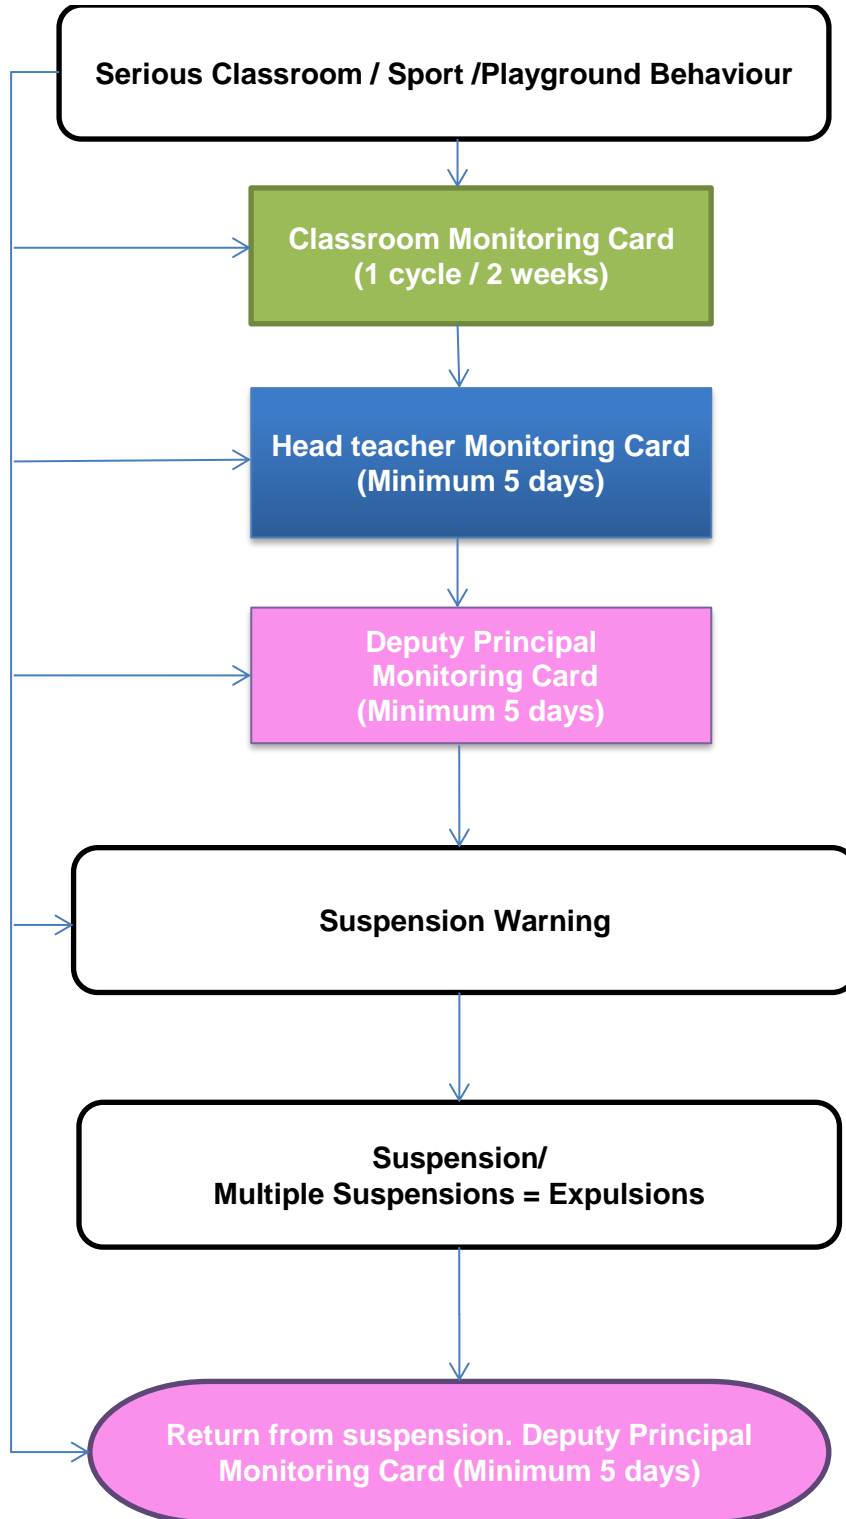 Serious Classroom / Sport /Playground Behaviour
Classroom Monitoring Card
(1 cycle / 2 weeks)
Head teacher Monitoring Card
(Minimum 5 days)
Deputy Principal
Monitoring Card
(Minimum 5 days)
Suspension Warning
Suspension/
Multiple Suspensions = Expulsions
Return from suspension. Deputy Principal
Monitoring Card (Minimum 5 days)